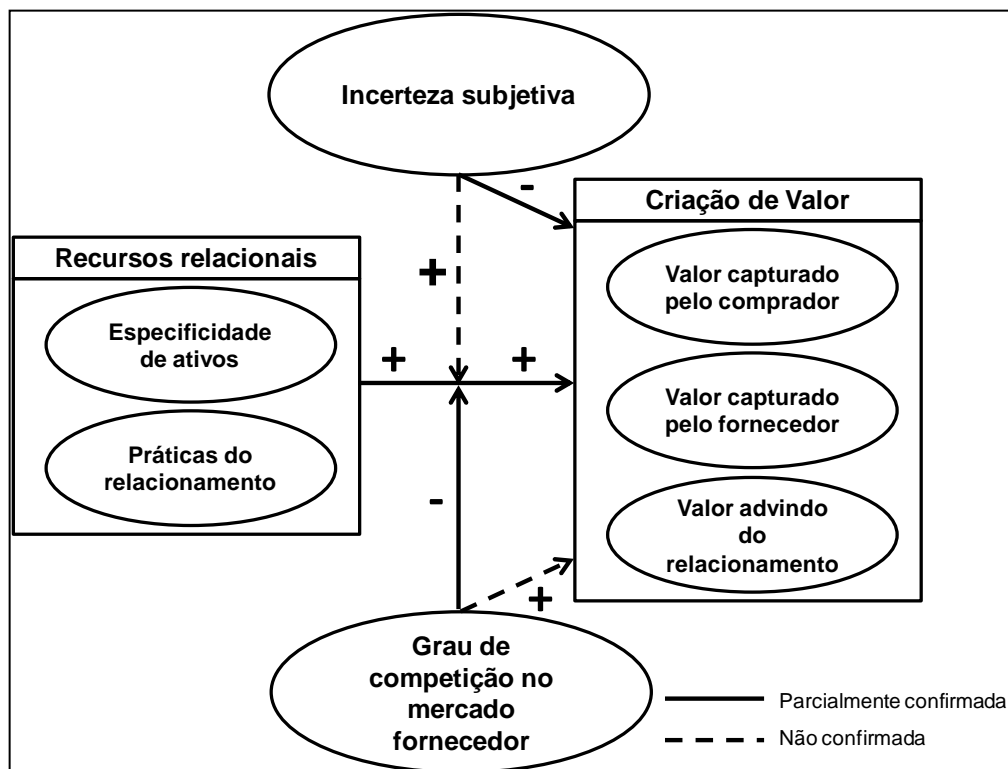 Incerteza subjetiva
-
Criação de Valor
Recursos relacionais
+
Valor capturado
pelo comprador
Especificidade
de ativos
+
+
Valor capturado
pelo fornecedor
Práticas do
relacionamento
-
Valor advindo
do
relacionamento
+
Grau de
competição no
mercado
fornecedor
Parcialmente confirmada
Não confirmada